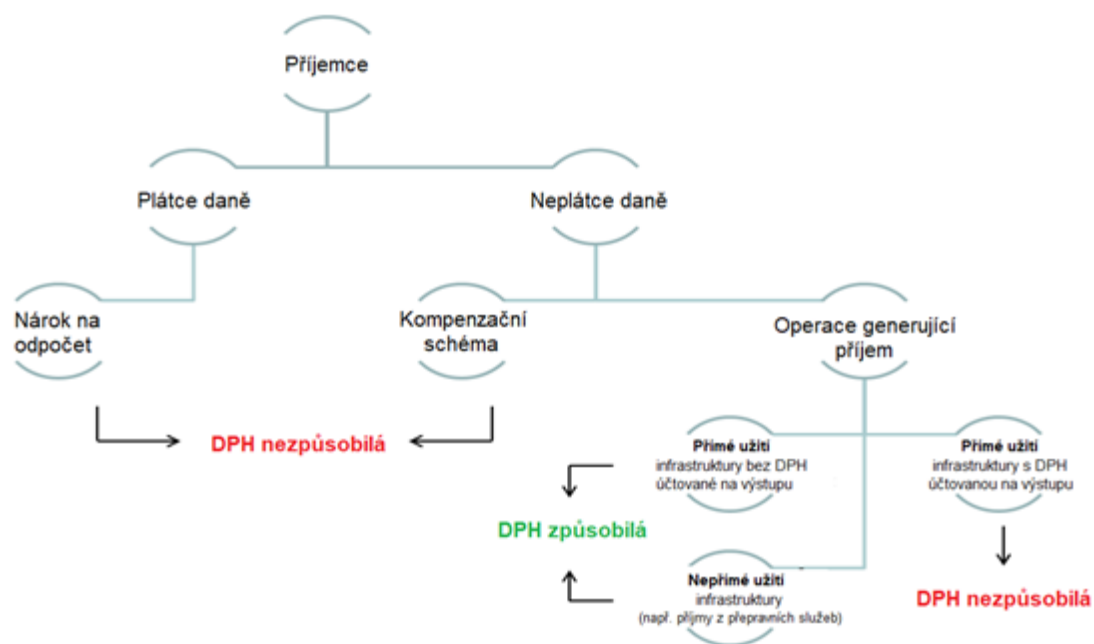 Příjemce
Plátce daně
Neplátce daně
Nárok na
odpočet
Kompenzační
schéma
Operace generující
příjem
DPH nezpůsobilá
Přímé užití
infrastruktury bez DPH
účtované na výstupu
Přímé užití
infrastruktury s DPH
účtovanou na výstupu
DPH způsobilá
Nepřímé užití
infrastruktury
(např. příjmy z přepravních služeb)
DPH nezpůsobilá